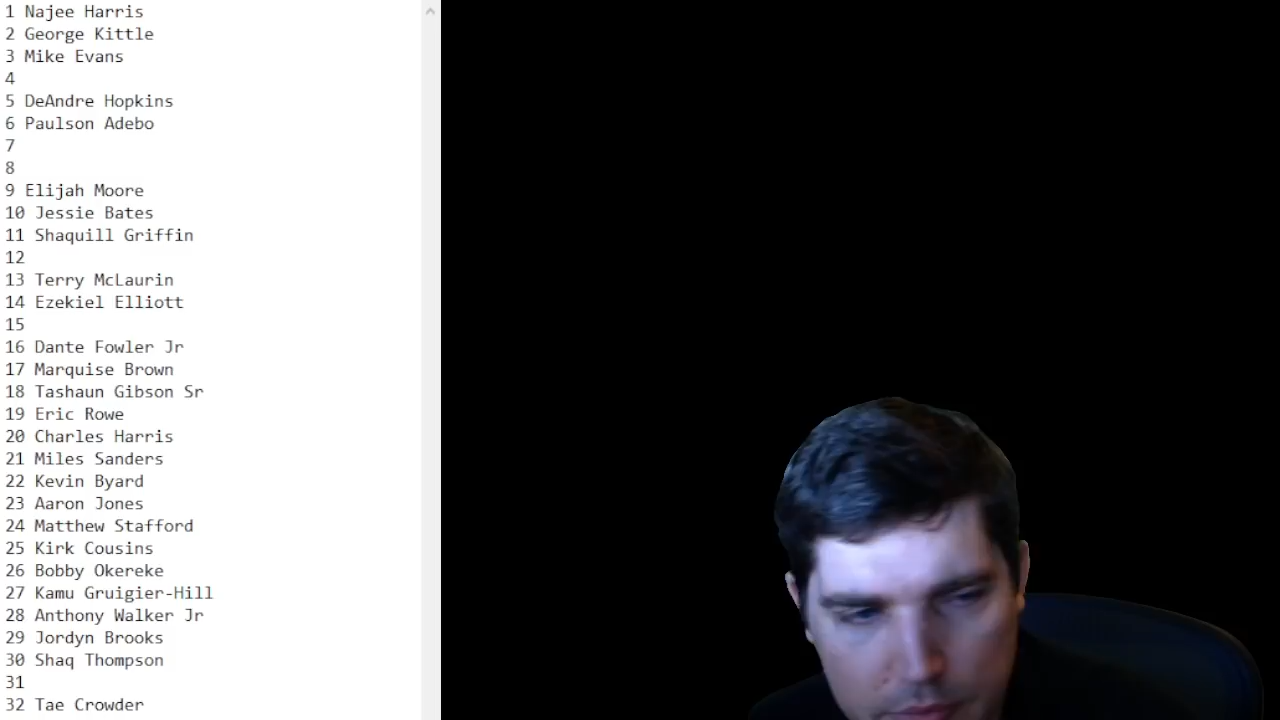 1 Najee Harris
2 George Kittle
3 Mike Evans
4
5 DeAndre Hopkins
6 Paulson Adebo
7
8
9 Elijah Moore
10 Jessie Bates
11 Shaquill Griffin
12
13 Terry McLaurin
14 Ezekiel Elliott
15
16 Dante Fowler Jr
17 Marquise Brown
18 Tashaun Gibson Sr
19 Eric Rowe
20 Charles Harris
21 Miles Sanders
22 Kevin Byard
23 Aaron Jones
24 Matthew Stafford
25 Kirk Cousins
26 Bobby Okereke
27 Kamu Gruigier-Hill
28 Anthony Walker Jr
29 Jordyn Brooks
30 Shaq Thompson
31
32 Tae Crowder